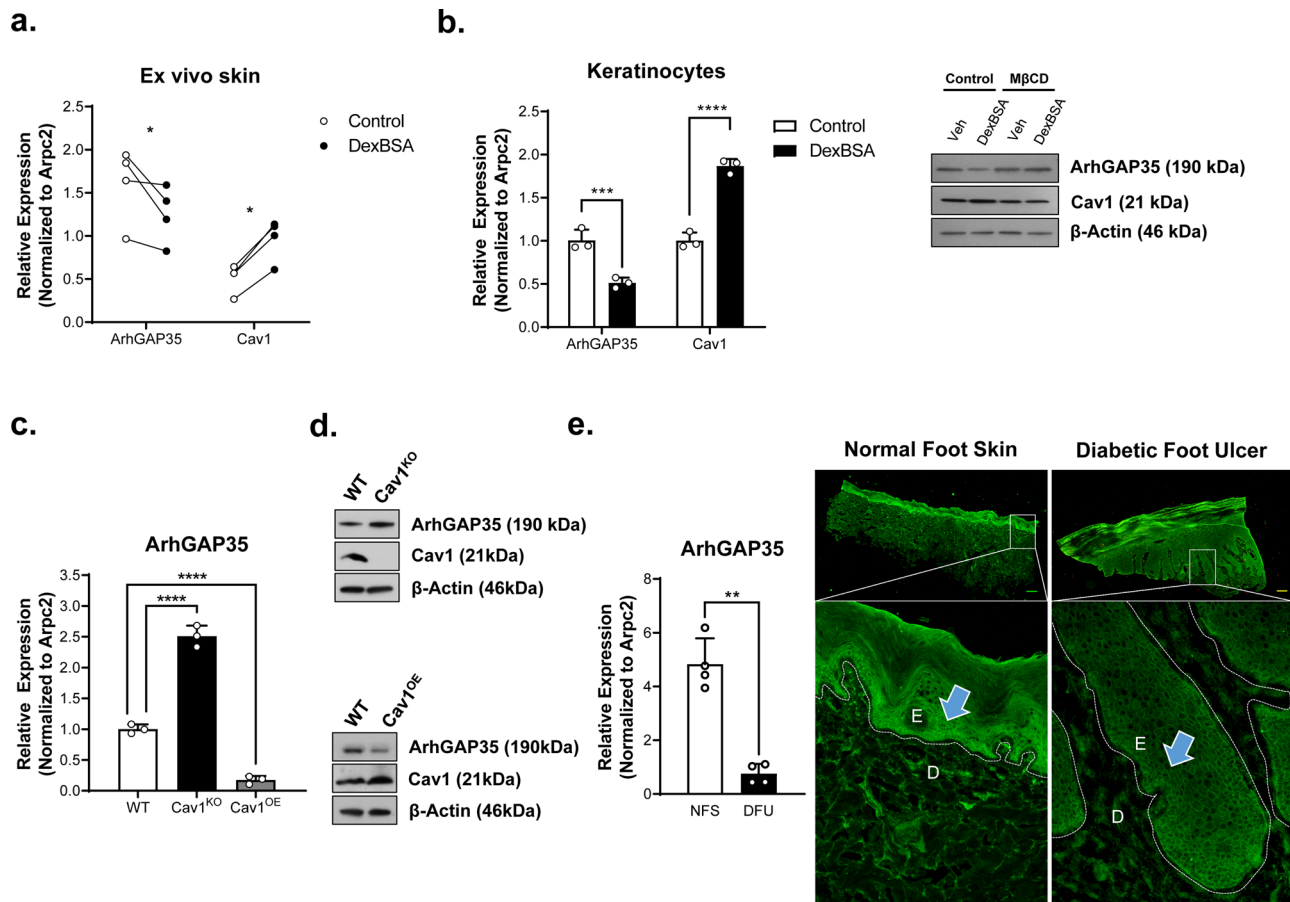 a.
Ex vivo skin
Relative Expression
(Normalized to Arpc2)
2.5
2.0
1.5
1.0
0.5
0.0
*
*
ArhGAP35
Cav1
Control
DexBSA
b.
Keratinocytes
Relative Expression
(Normalized to Arpc2)
2.5
2.0
1.5
1.0
0.5
0.0
***
****
ArhGAP35
Cav1
Control
DexBSA
Control
MβCD
Veh
DexBSA
Veh
DexBSA
ArhGAP35 (190 kDa)
Cav1 (21 kDa)
β-Actin (46 kDa)
c.
ArhGAP35
Relative Expression
(Normalized to Arpc2)
3.5
3.0
2.5
2.0
1.5
1.0
0.5
0.0
****
****
WT
Cav1KO
Cav1OE
d.
WT
Cav1KO
ArhGAP35 (190 kDa)
Cav1 (21kDa)
β-Actin (46kDa)
WT
Cav1OE
ArhGAP35 (190kDa)
Cav1 (21kDa)
β-Actin (46kDa)
e.
ArhGAP35
Relative Expression
(Normalized to Arpc2)
8
6
4
2
0
**
NFS
DFU
Normal Foot Skin
Diabetic Foot Ulcer
E
D
E
D